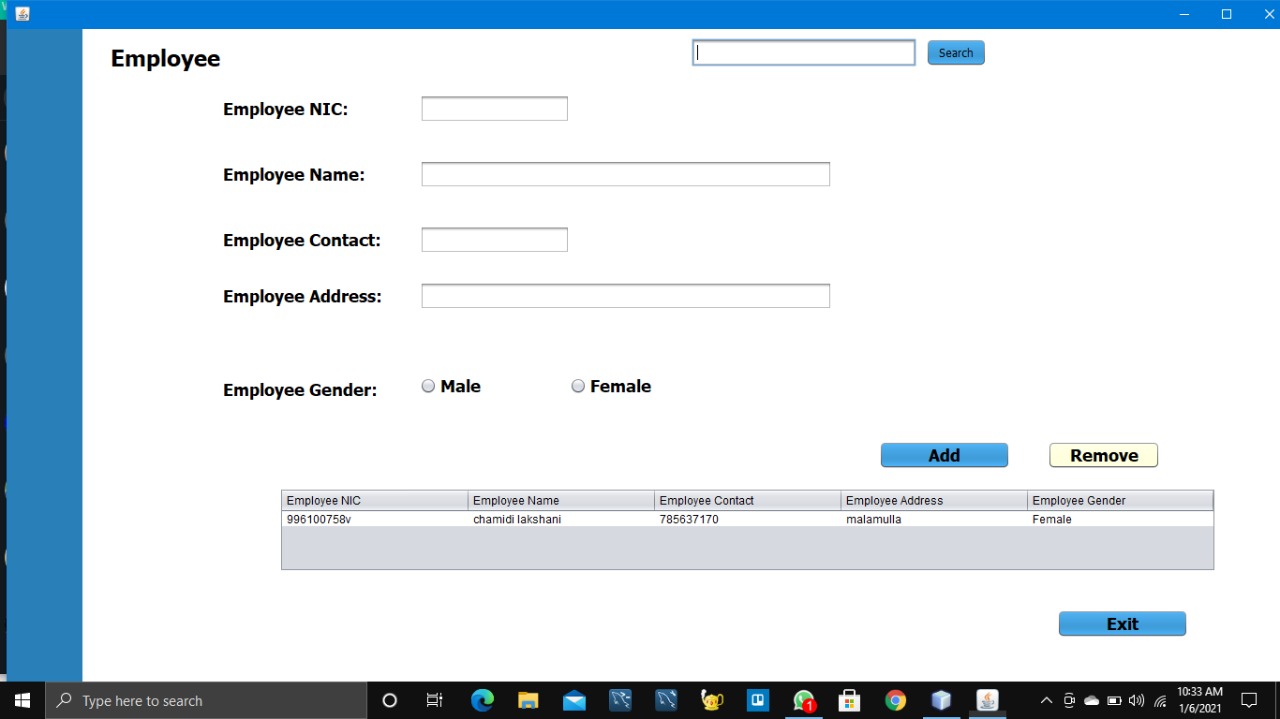 Employee
Search
Employee NIC:
Employee Name:
Employee Contact:
Employee Address:
Employee Gender: Male Female
Add Remove
Employee NIC Employee Name Employee Contact Employee Address Employee Gender
996100758v chamidi lakshani 785637170 malamulla Female
Exit
Type here to search
1
10:33 AM
1/6/2021